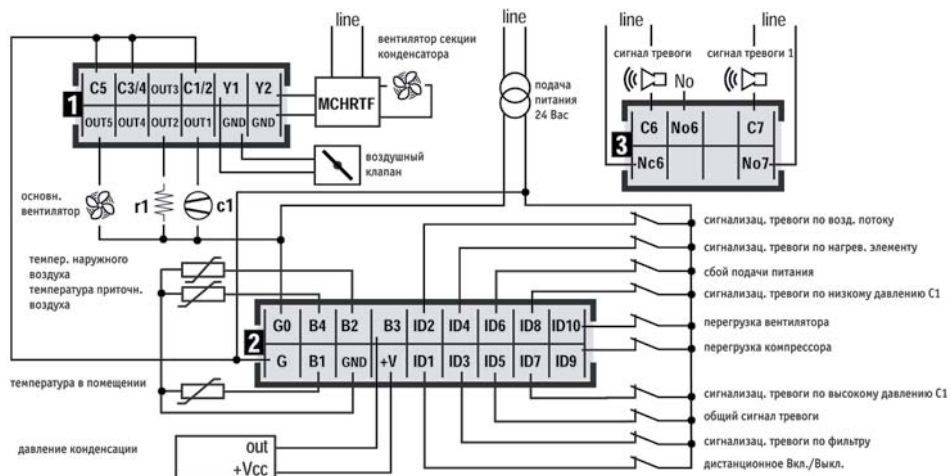 line
line
line
line
вентилятор секции
конденсатора
сигнал тревоги
сигнал тревоги 1
подача
питания
24 Вас
No
1
C5 C3/4 OUT3 C1/2 Y1 Y2
OUT5 OUT4 OUT2 OUT1 GND GND
MCHRTF
3
C6 No6 C7
Nc6 No7
воздушный
клапан
основн.
вентилятор
r1
c1
темпер. наружного
воздуха
температура приточн.
воздуха
сигнализац. тревоги по возд. потоку
сигнализац. тревоги по нагрев. элементу
сбой подачи питания
сигнализац. тревоги по низкому давлению С1
перегрузка вентилятора
перегрузка компрессора
2
G0 B4 B2 B3 ID2 ID4 ID6 ID8 ID10
G B1 GND +V ID1 ID3 ID5 ID7 ID9
температура в помещении
сигнализац. тревоги по высокому давлению С1
общий сигнал тревоги
сигнализац. тревоги по фильтру
дистанционное Вкл./Выкл.
давление конденсации
out
+Vcc